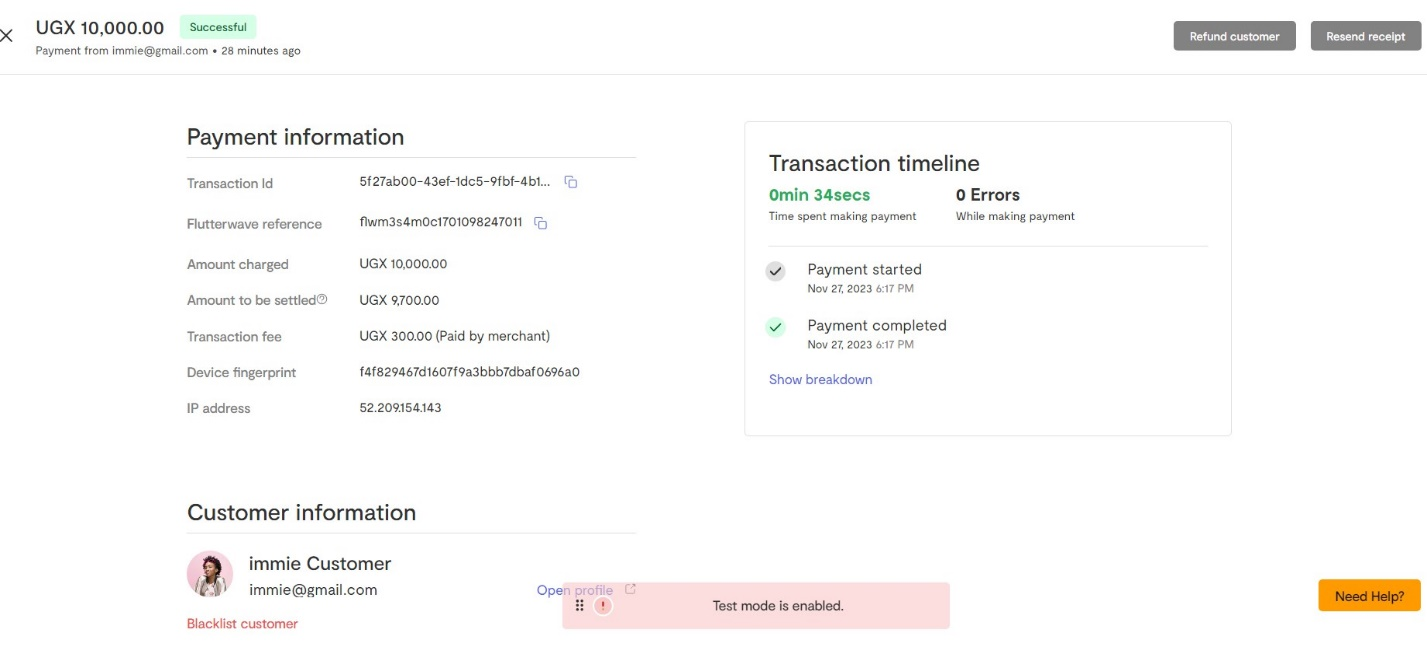 UGX 10,000.00 Successful
Payment from immie@gmail.com • 28 minutes ago
Refund customer
Resend receipt
Payment information
Transaction Id 5f27ab00-43ef-1dc5-9fbf-4b1...
Flutterwave reference flwm3s4m0c1701098247011
Amount charged UGX 10,000.00
Amount to be settled UGX 9,700.00
Transaction fee UGX 300.00 (Paid by merchant)
Device fingerprint f4f829467d1607f9a3bbb7dbaf0696a0
IP address 52.209.154.143
Transaction timeline
0min 34secs 0 Errors
Time spent making payment While making payment
Payment started
Nov 27, 2023 6:17 PM
Payment completed
Nov 27, 2023 6:17 PM
Show breakdown
Customer information
immie Customer
immie@gmail.com
Open profile
Blacklist customer
Test mode is enabled.
Need Help?